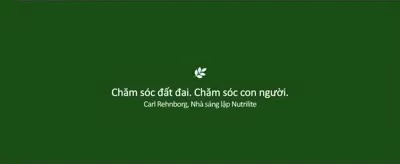 Chăm sóc đất đai. Chăm sóc con người.
Carl Rehnborg, Nhà sáng lập Nutrilite